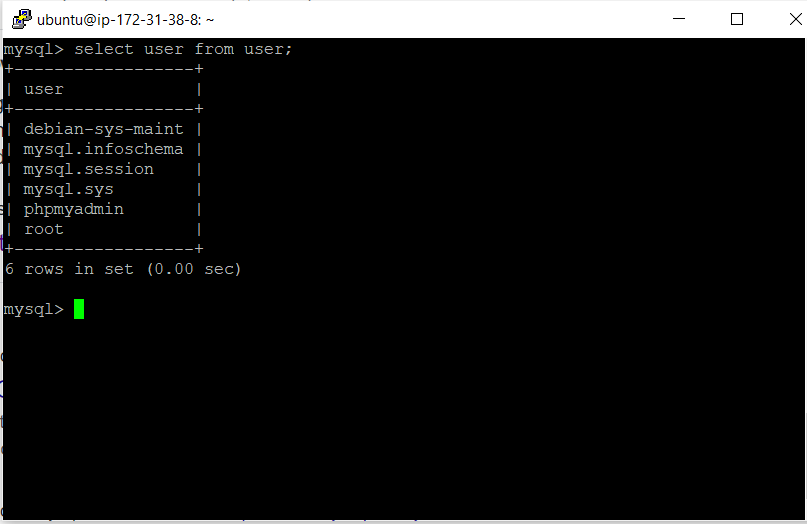 ubuntu@ip-172-31-38-8: ~
mysql> select user from user;
+------------------+
| user             |
+------------------+
| debian-sys-maint |
| mysql.infoschema |
| mysql.session    |
| mysql.sys        |
| phpmyadmin       |
| root             |
+------------------+
6 rows in set (0.00 sec)
mysql>